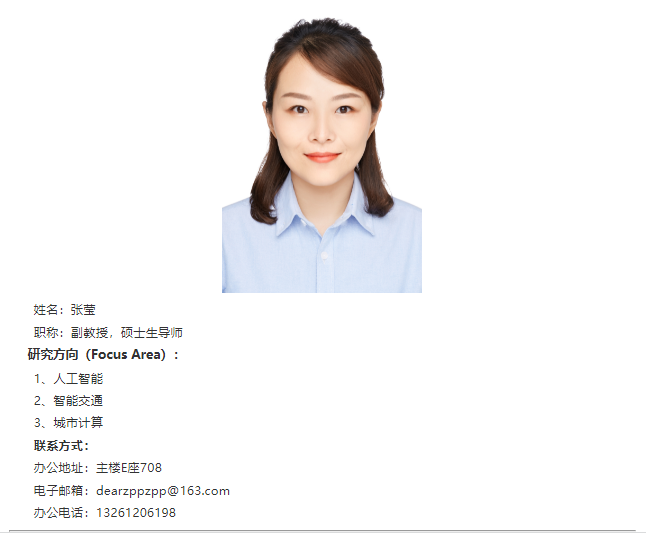 姓名：张莹
职称：副教授，硕士生导师
研究方向（Focus Area）：
1、人工智能
2、智能交通
3、城市计算
联系方式：
办公地址：主楼E座708
电子邮箱：dearzppzpp@163.com
办公电话：13261206198